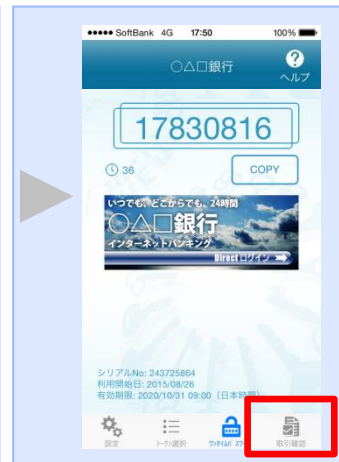 SoftBank 4G 17:50 100%
○△□銀行
?
ヘルプ
17830816
36
COPY
いつでも、どこからでも、24時間
○△□銀行
インターネットバンキング
Directログイン
シリアルNo: 243725864
利用開始日: 2015/08/26
有効期限: 2020/10/31 09:00（日本時間）
設定
トークン選択
ワンタイムパスワード
取引確認